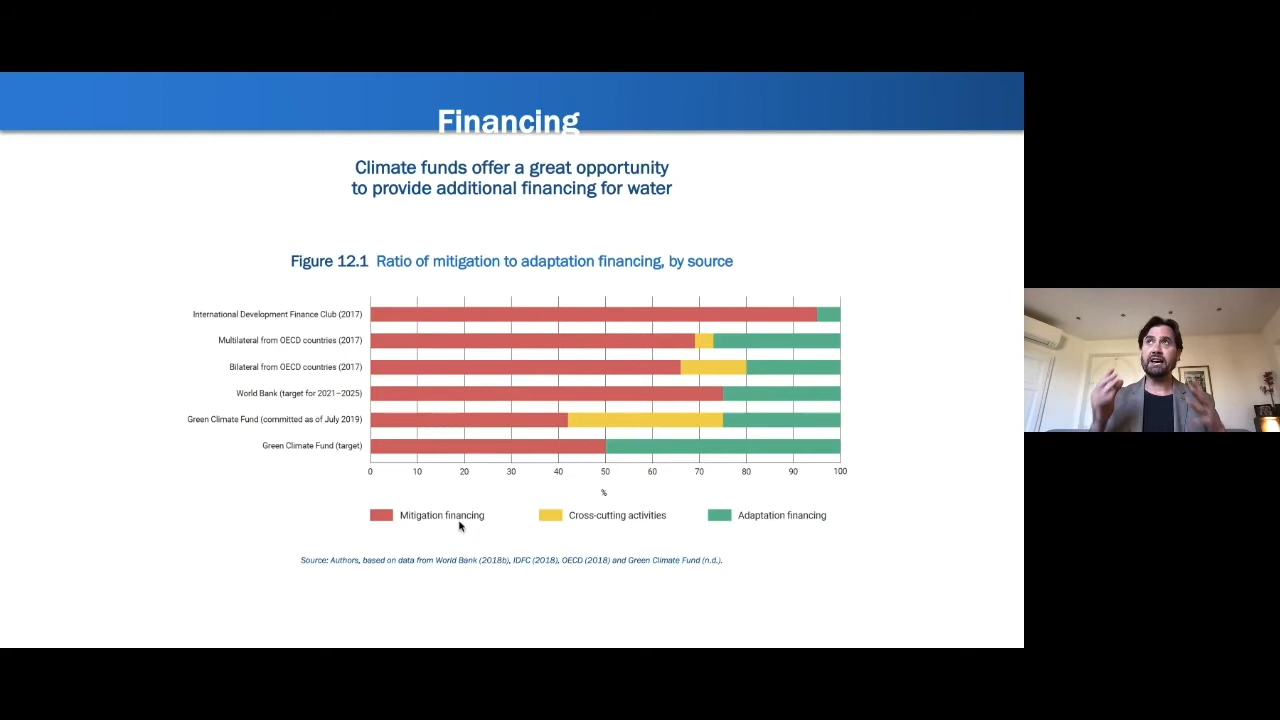 Financing
Climate funds offer a great opportunity
to provide additional financing for water
Figure 12.1 Ratio of mitigation to adaptation financing, by source
International Development Finance Club (2017)
Multilateral from OECD countries (2017)
Bilateral from OECD countries (2017)
World Bank (target for 2021–2025)
Green Climate Fund (committed as of July 2019)
Green Climate Fund (target)
0 10 20 30 40 50 60 70 80 90 100
%
Mitigation financing Cross-cutting activities Adaptation financing
Source: Authors, based on data from World Bank (2018b), IDFC (2018), OECD (2018) and Green Climate Fund (n.d.).